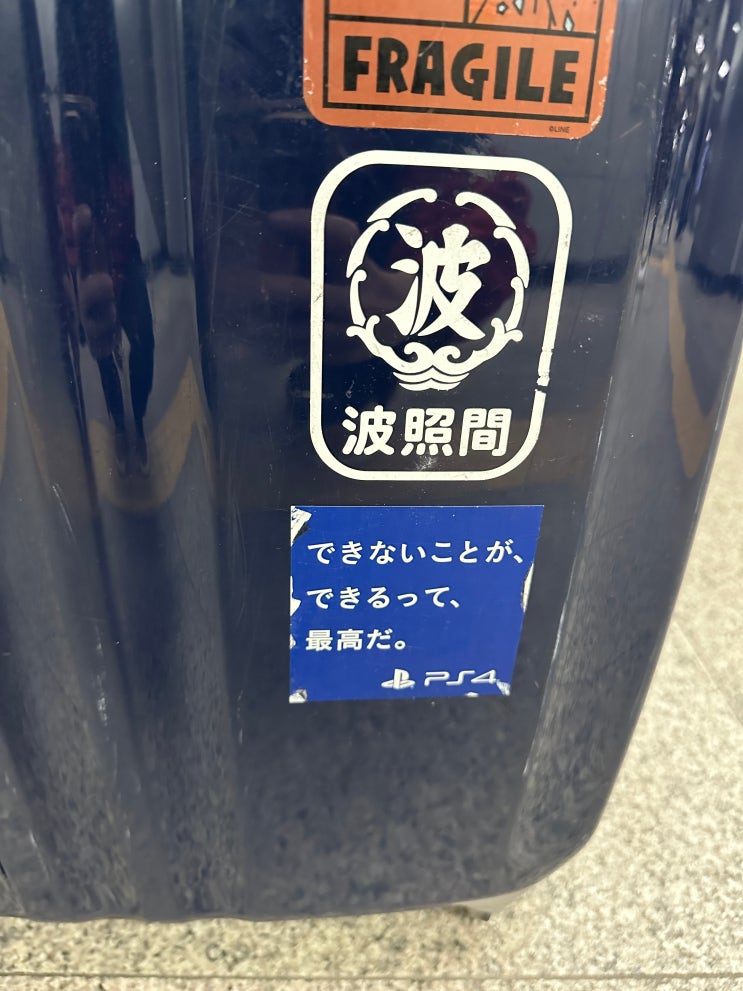 FRAGILE
©LINE
波
波照間
できないことが、
できるって、
最高だ。
PS4